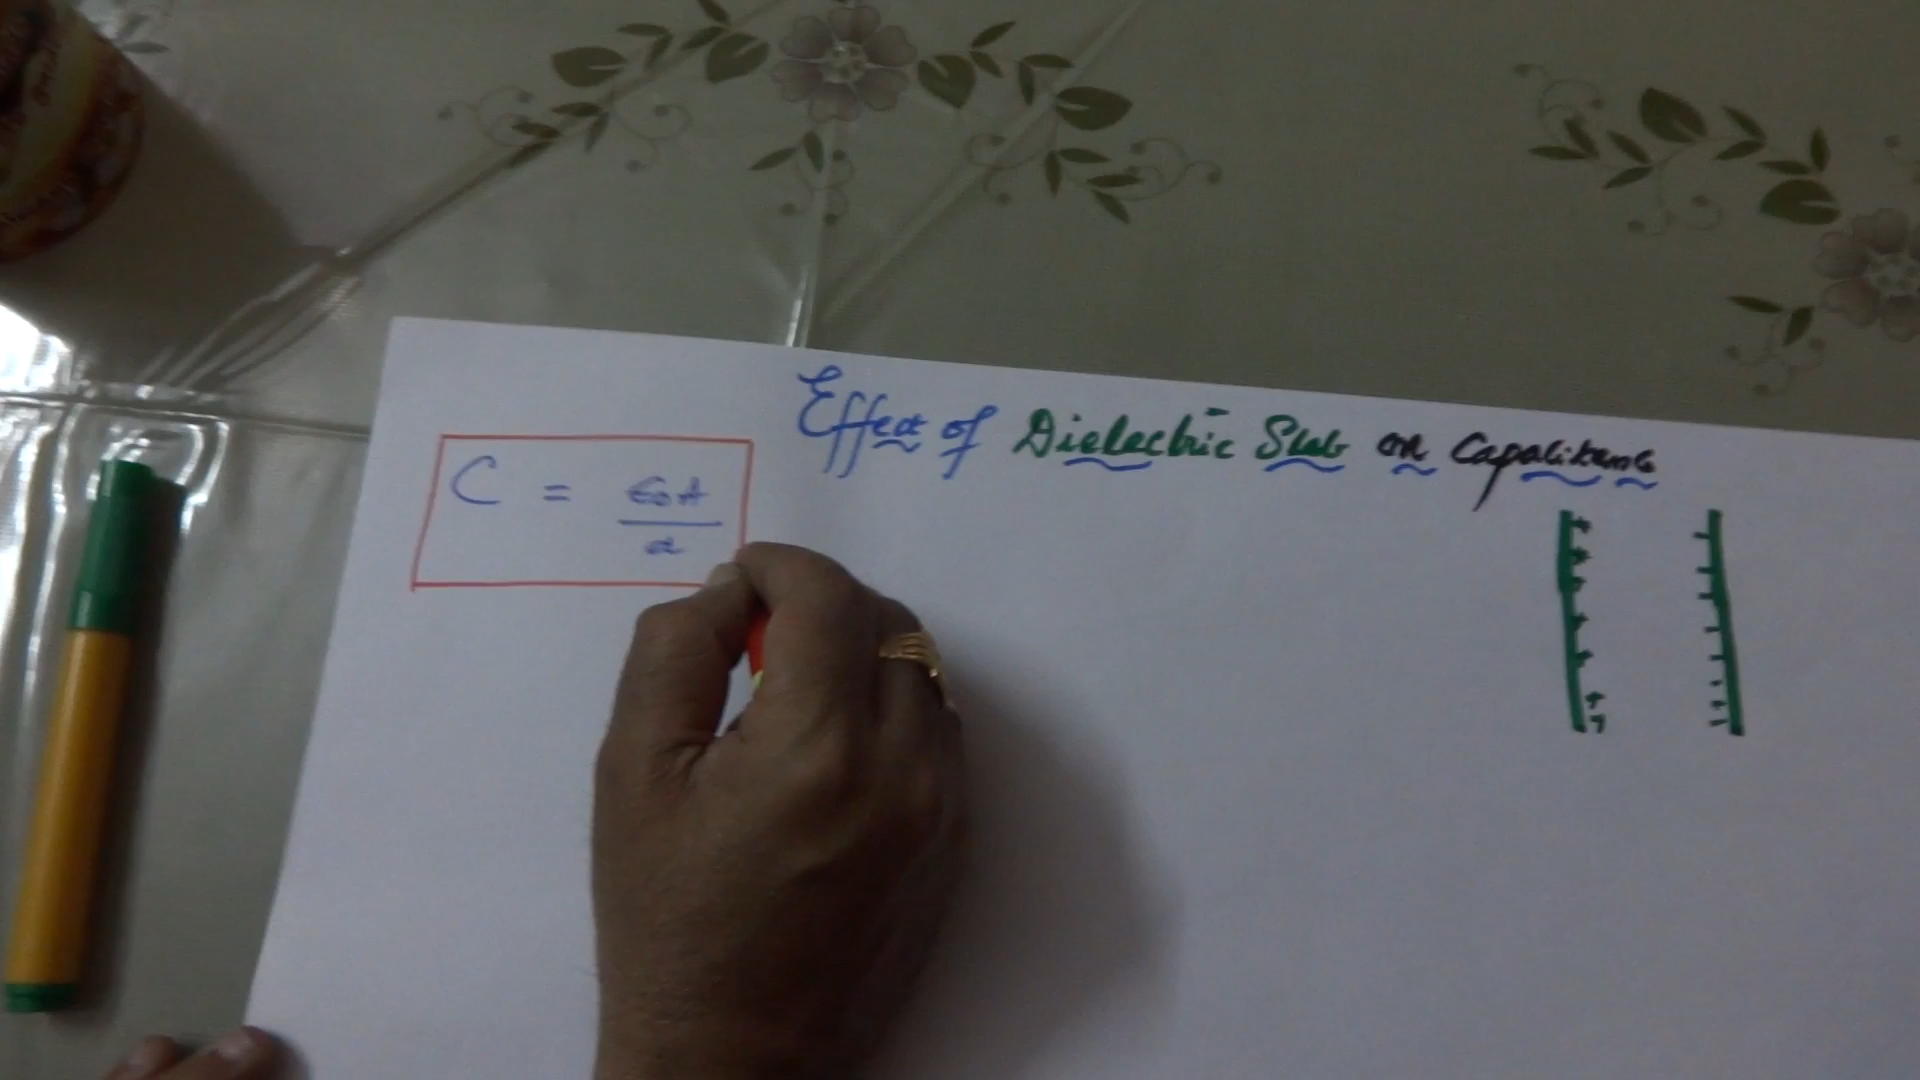 Effect of Dielectric Slab on Capacitance
C = ε₀A
d
+ + + + + + +
- - - - - - - -